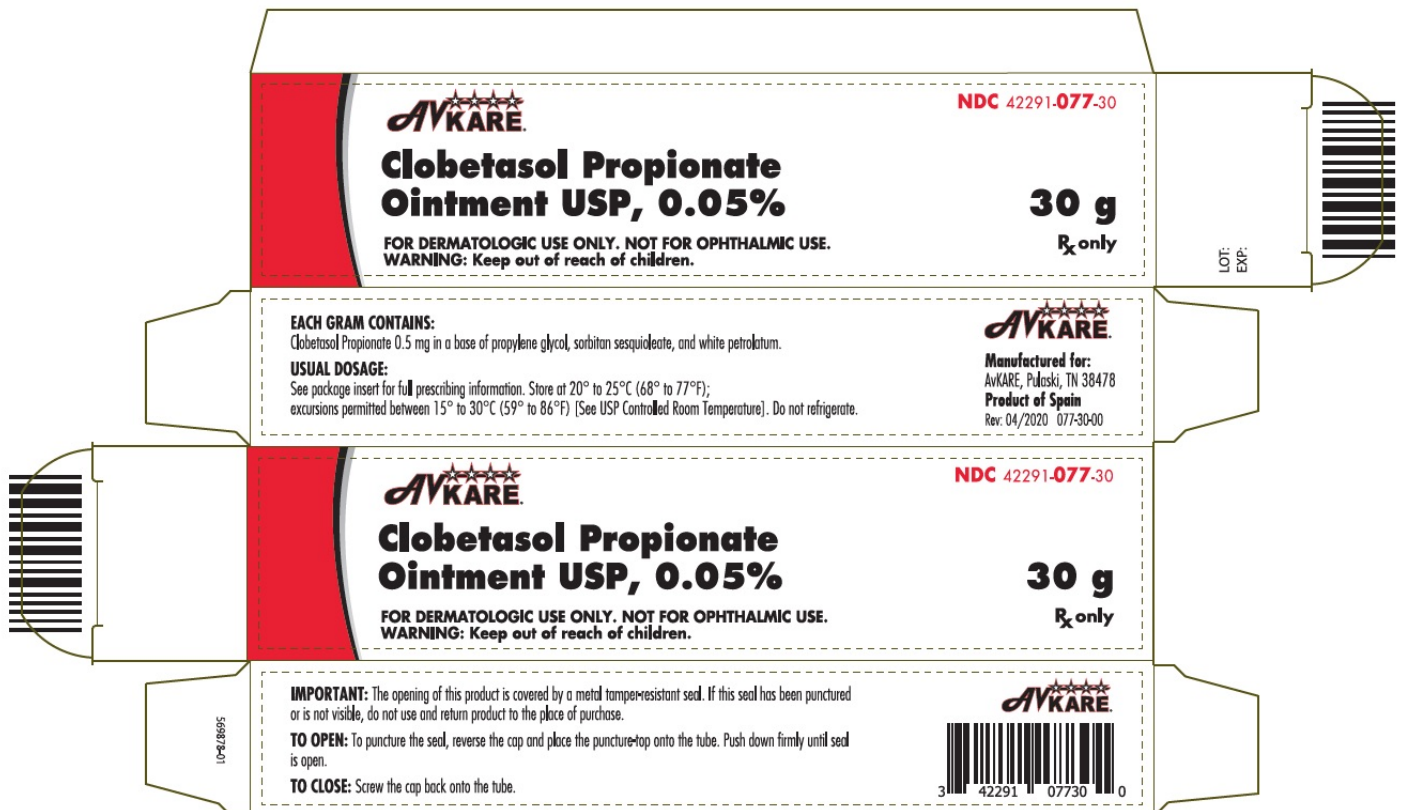 AVKARE.
NDC 42291-077-30
Clobetasol Propionate
Ointment USP, 0.05%
30 g
FOR DERMATOLOGIC USE ONLY. NOT FOR OPHTHALMIC USE.
WARNING: Keep out of reach of children.
Rx only
LOT:
EXP:
EACH GRAM CONTAINS:
Clobetasol Propionate 0.5 mg in a base of propylene glycol, sorbitan sesquioleate, and white petrolatum.
USUAL DOSAGE:
See package insert for full prescribing information. Store at 20° to 25°C (68° to 77°F);
excursions permitted between 15° to 30°C (59° to 86°F) [See USP Controlled Room Temperature]. Do not refrigerate.
AVKARE.
Manufactured for:
AvKARE, Pulaski, TN 38478
Product of Spain
Rev: 04/2020 077-30-00
AVKARE.
NDC 42291-077-30
Clobetasol Propionate
Ointment USP, 0.05%
30 g
FOR DERMATOLOGIC USE ONLY. NOT FOR OPHTHALMIC USE.
WARNING: Keep out of reach of children.
Rx only
569878-01
IMPORTANT: The opening of this product is covered by a metal tamper-resistant seal. If this seal has been punctured
or is not visible, do not use and return product to the place of purchase.
TO OPEN: To puncture the seal, reverse the cap and place the puncture-top onto the tube. Push down firmly until seal
is open.
TO CLOSE: Screw the cap back onto the tube.
AVKARE.
3 42291 07730 0